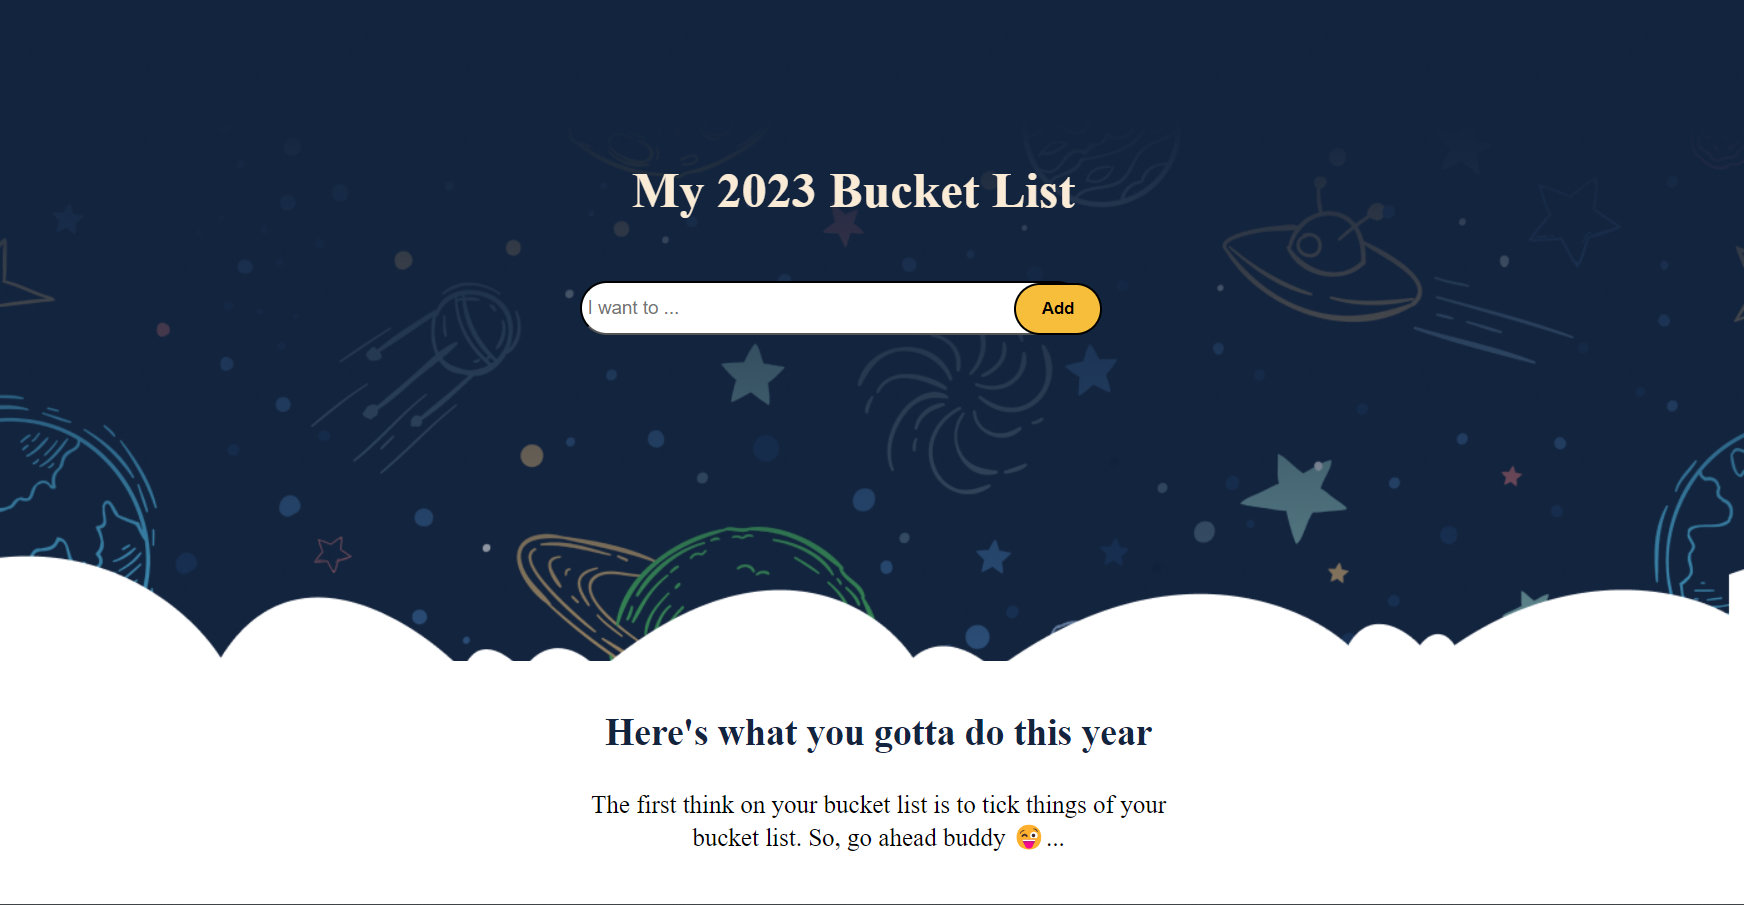 My 2023 Bucket List
I want to ...
Add
Here's what you gotta do this year
The first think on your bucket list is to tick things of your
bucket list. So, go ahead buddy 😜...